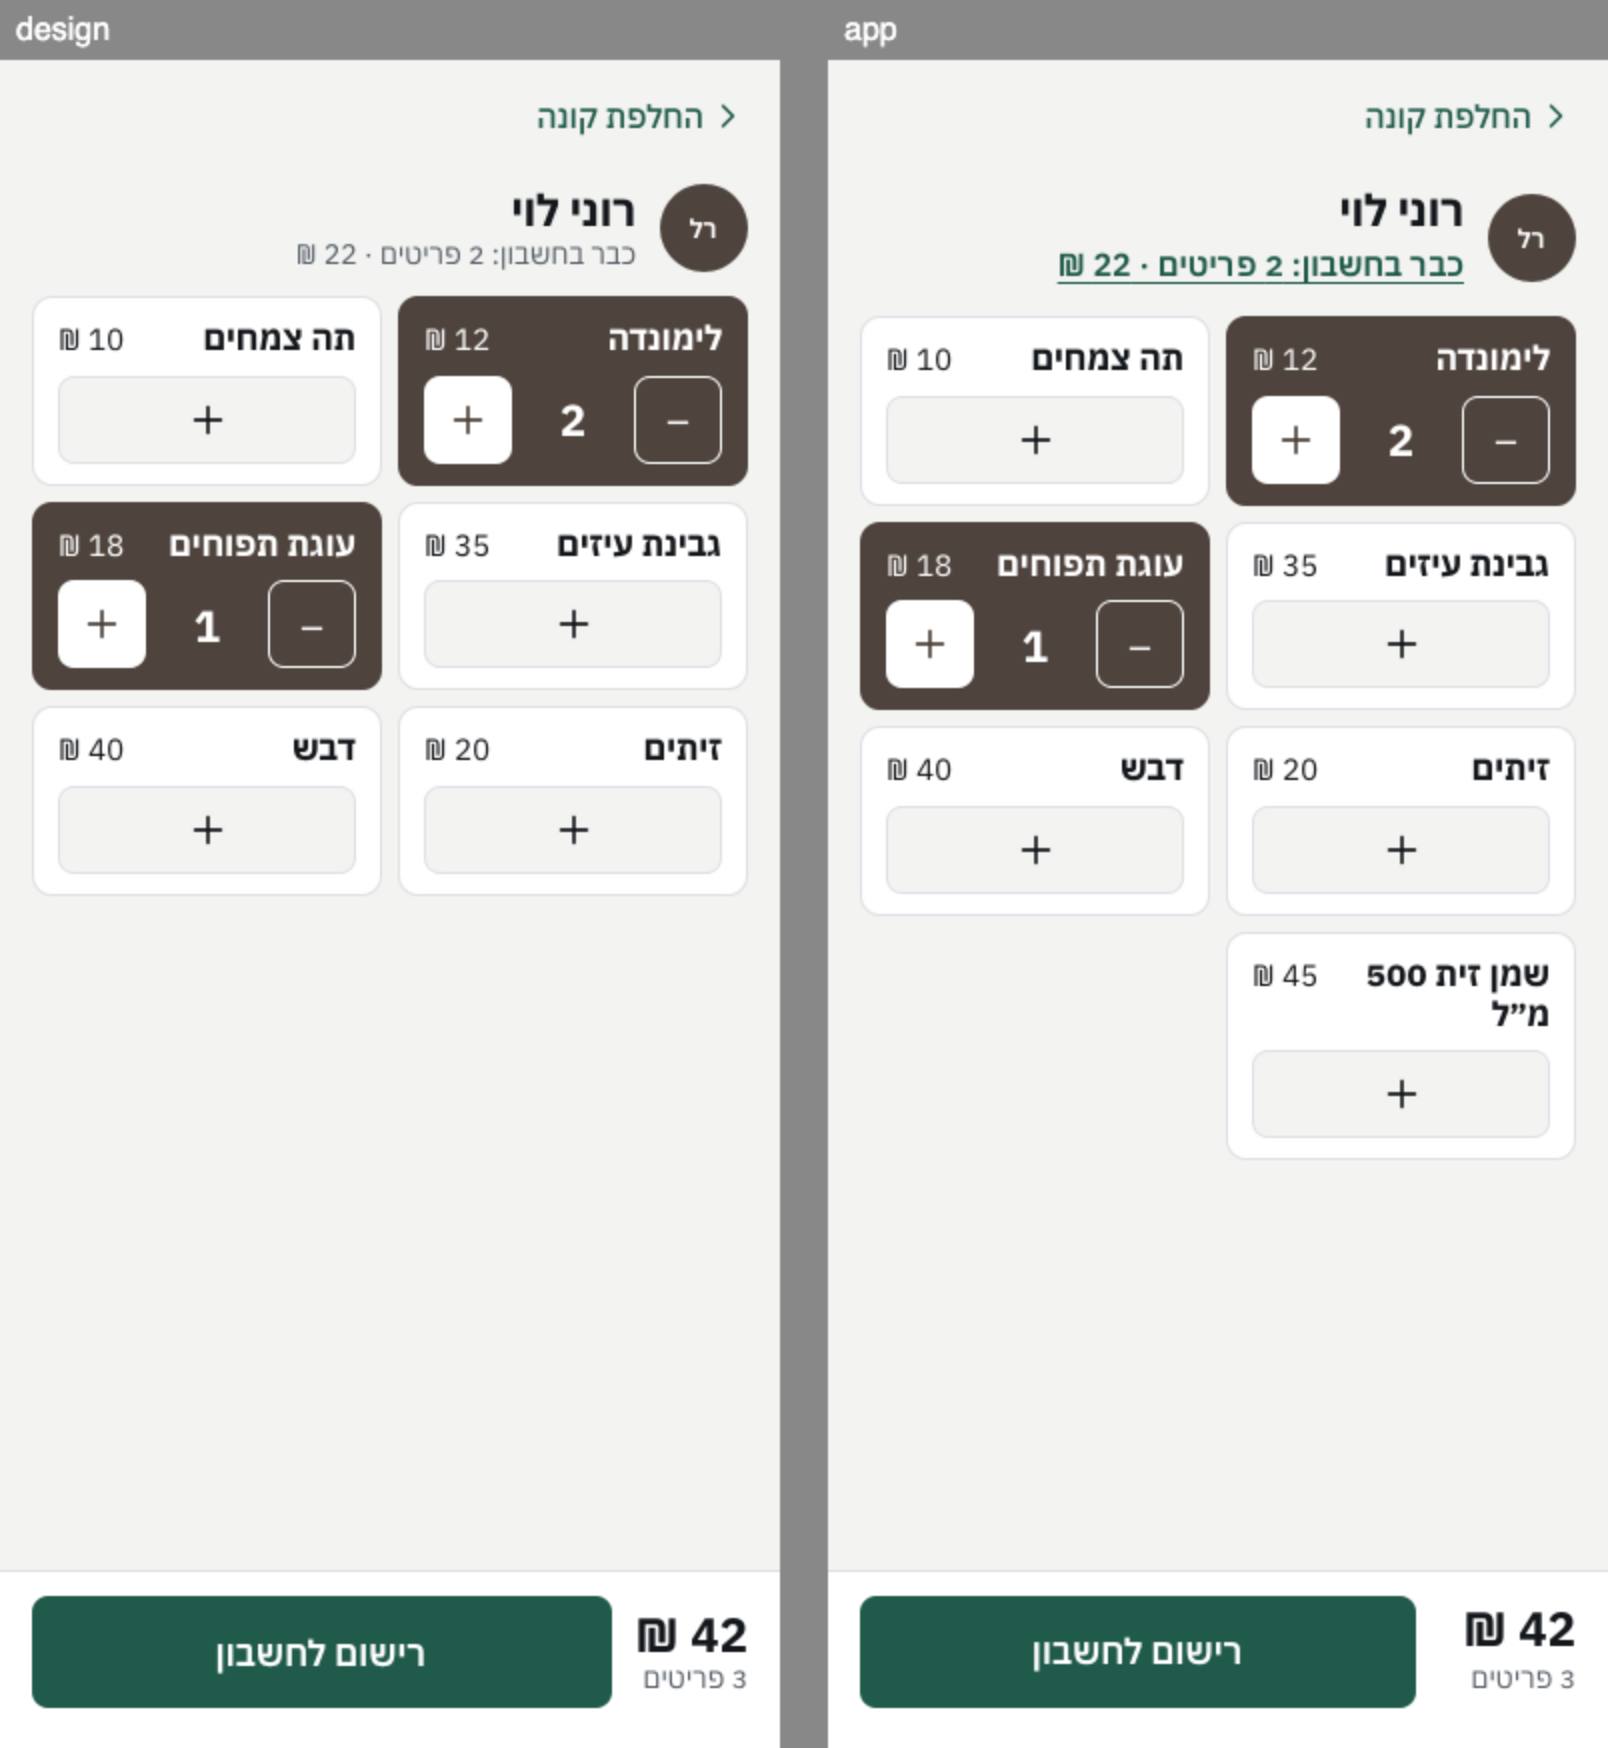 design
החלפת קונה
רל
רוני לוי
כבר בחשבון: 2 פריטים · 22 ₪
לימונדה 12 ₪
− 2 +
תה צמחים 10 ₪
+
גבינת עיזים 35 ₪
+
עוגת תפוחים 18 ₪
− 1 +
זיתים 20 ₪
+
דבש 40 ₪
+
42 ₪
3 פריטים
רישום לחשבון
app
החלפת קונה
רל
רוני לוי
כבר בחשבון: 2 פריטים · 22 ₪
לימונדה 12 ₪
− 2 +
תה צמחים 10 ₪
+
גבינת עיזים 35 ₪
+
עוגת תפוחים 18 ₪
− 1 +
זיתים 20 ₪
+
דבש 40 ₪
+
שמן זית 500 45 ₪
מ״ל
+
42 ₪
3 פריטים
רישום לחשבון